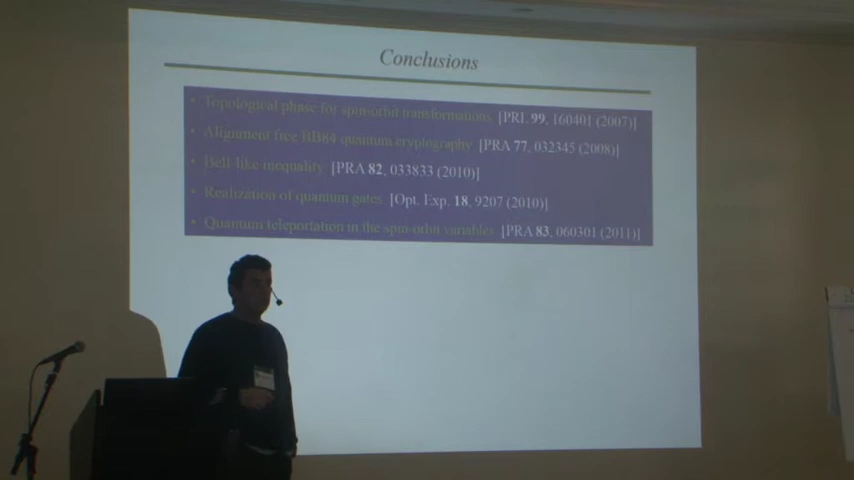 Conclusions
• Topological phase for spin-orbit transformations [PRL 99, 160401 (2007)]
• Alignment free BB84 quantum cryptography [PRA 77, 032345 (2008)]
• Bell-like inequality [PRA 82, 033833 (2010)]
• Realization of quantum gates [Opt. Exp. 18, 9207 (2010)]
• Quantum teleportation in the spin-orbit variables [PRA 83, 060301 (2011)]